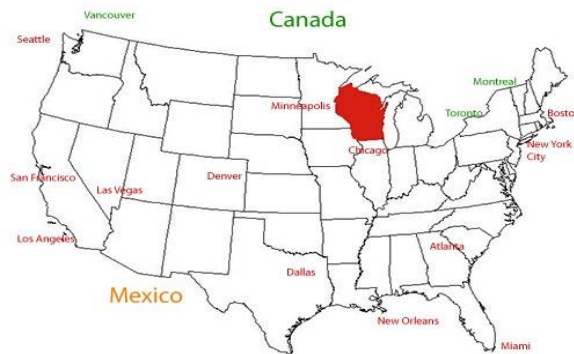 Vancouver
Canada
Seattle
Montreal
Minneapolis
Toronto
Bosto
Chicago
New York
City
San Francisco
Las Vegas
Denver
Los Angeles
Atlanta
Dallas
Mexico
New Orleans
Miami